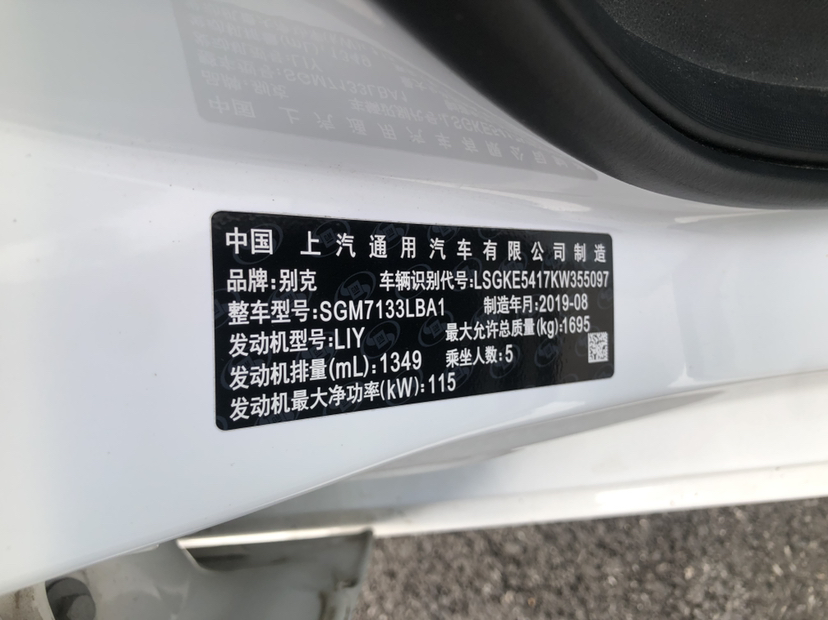 中国 上汽通用汽车有限公司制造
品牌:别克 车辆识别代号:LSGKE5417KW355097
整车型号:SGM7133LBA1 制造年月:2019-08
发动机型号:LIY 最大允许总质量(kg):1695
发动机排量(mL):1349 乘坐人数:5
发动机最大净功率(kW):115